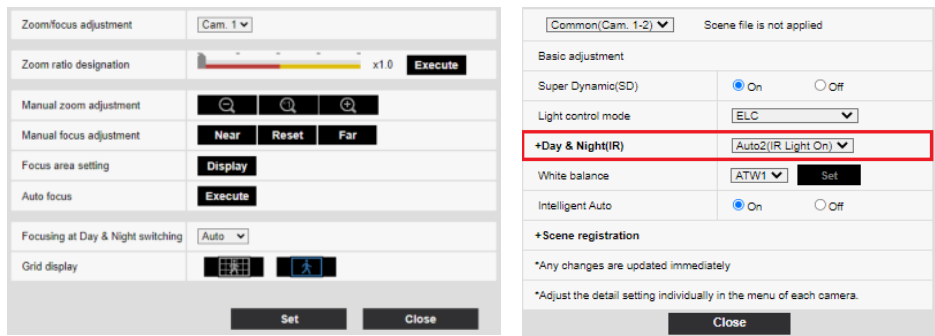 Zoom/focus adjustment Cam. 1
Zoom ratio designation x1.0 Execute
Manual zoom adjustment
Manual focus adjustment Near Reset Far
Focus area setting Display
Auto focus Execute
Focusing at Day & Night switching Auto
Grid display
Set Close
Common(Cam. 1-2) Scene file is not applied
Basic adjustment
Super Dynamic(SD) On Off
Light control mode ELC
+Day & Night(IR) Auto2(IR Light On)
White balance ATW1 Set
Intelligent Auto On Off
+Scene registration
*Any changes are updated immediately
*Adjust the detail setting individually in the menu of each camera.
Close